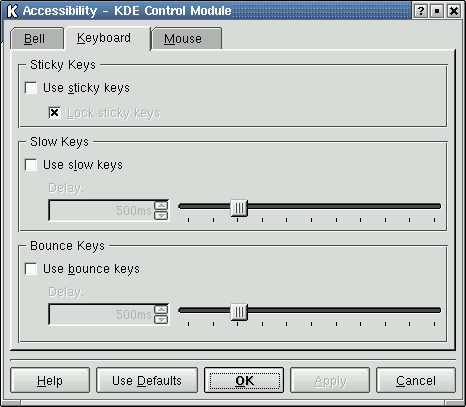 Accessibility - KDE Control Module
Bell Keyboard Mouse
Sticky Keys
Use sticky keys
Lock sticky keys
Slow Keys
Use slow keys
Delay:
500ms
Bounce Keys
Use bounce keys
Delay:
500ms
Help Use Defaults OK Apply Cancel